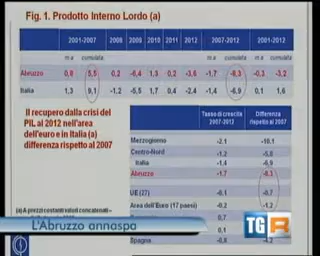 Fig. 1. Prodotto Interno Lordo (a)
2001-2007 2008 2009 2010 2011 2012 2007-2012 2001-2012
m.a cumulata m.a cumulata m.a cumulata
Abruzzo 0,8 5,5 0,2 -6,4 1,3 0,2 -3,6 -1,7 -8,3 -0,3 -3,2
Italia 1,3 9,1 -1,2 -5,5 1,7 0,4 -2,4 -1,4 -6,9 0,1 1,6
Il recupero dalla crisi del
PIL al 2012 nell'area
dell'euro e in Italia (a)
differenza rispetto al 2007
Tasso di crescita
2007-2012
Differenza
rispetto al 2007
Mezzogiorno -2,1 -10,1
Centro-Nord -1,2
Italia -1,4 -6,9
Abruzzo -1,7 -8,3
UE (27) -0,1 -0,7
Area dell'Euro (17 paesi) -0,2 -1,2
0,7
0,1
Spagna -0,8 -4,2
(a) A prezzi costanti valori concatenati
L'Abruzzo annaspa
TGR